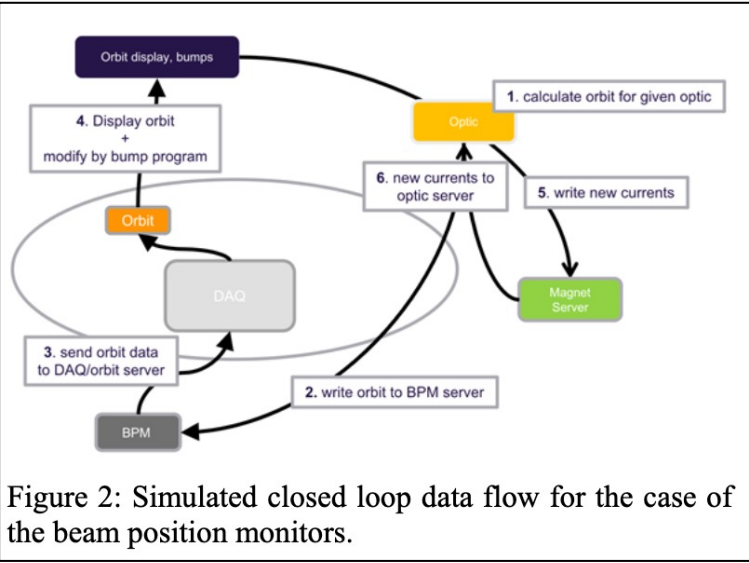 Orbit display, bumps
1. calculate orbit for given optic
Optic
4. Display orbit
+
modify by bump program
6. new currents to
optic server
5. write new currents
Orbit
DAQ
Magnet
Server
3. send orbit data
to DAQ/orbit server
2. write orbit to BPM server
BPM
Figure 2: Simulated closed loop data flow for the case of
the beam position monitors.